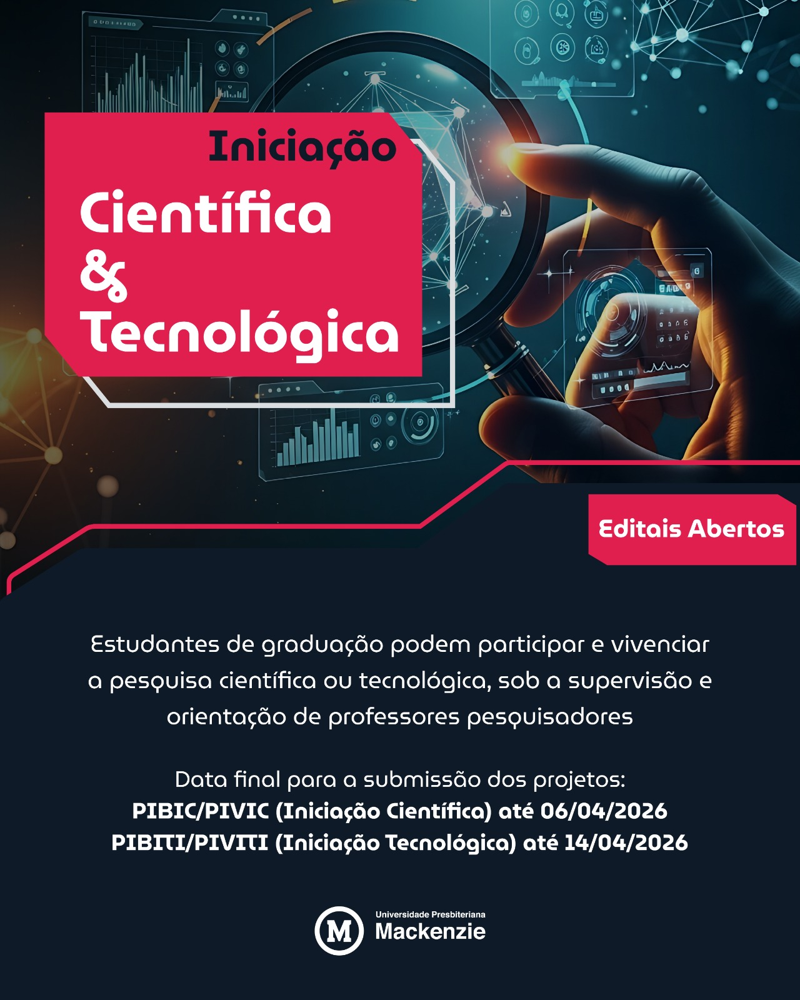 Iniciação
Científica
&
Tecnológica
Editais Abertos
Estudantes de graduação podem participar e vivenciar
a pesquisa científica ou tecnológica, sob a supervisão e
orientação de professores pesquisadores
Data final para a submissão dos projetos:
PIBIC/PIVIC (Iniciação Científica) até 06/04/2026
PIBITI/PIVITI (Iniciação Tecnológica) até 14/04/2026
M
Universidade Presbiteriana
Mackenzie